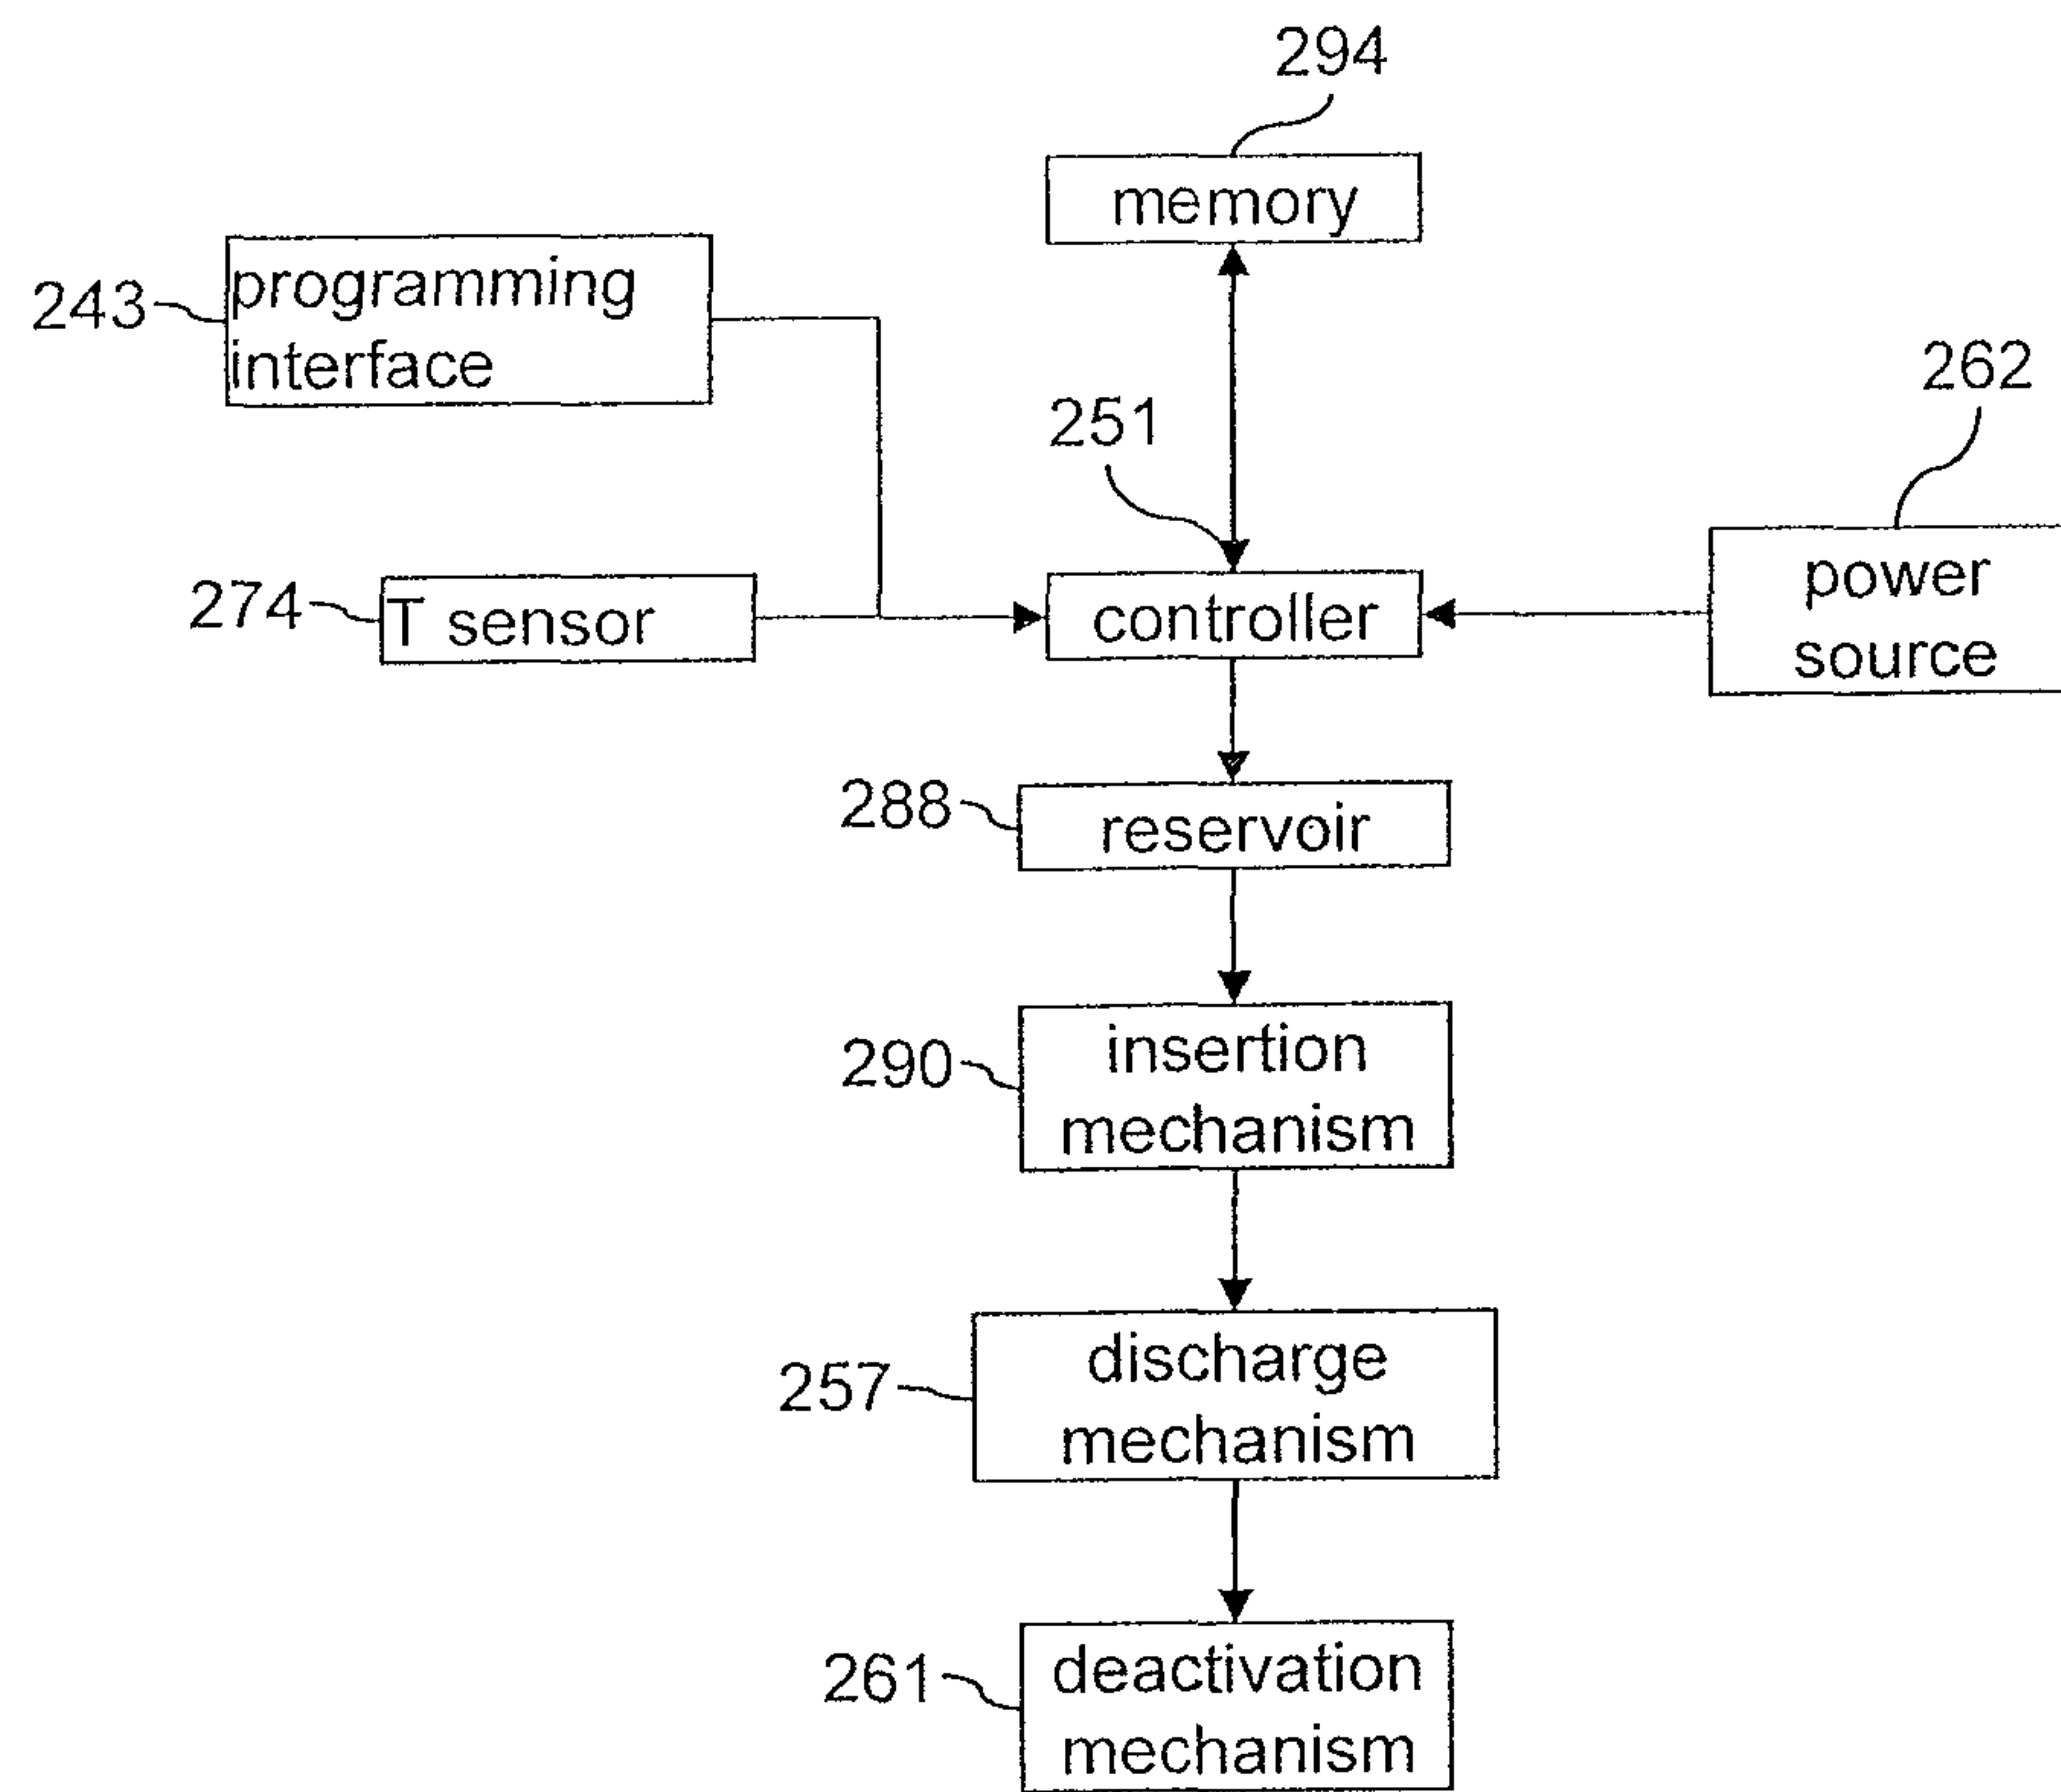 294
memory
programming
interface
243
262
251
power
source
274
T sensor
controller
288
reservoir
insertion
mechanism
290
discharge
mechanism
257
deactivation
mechanism
261